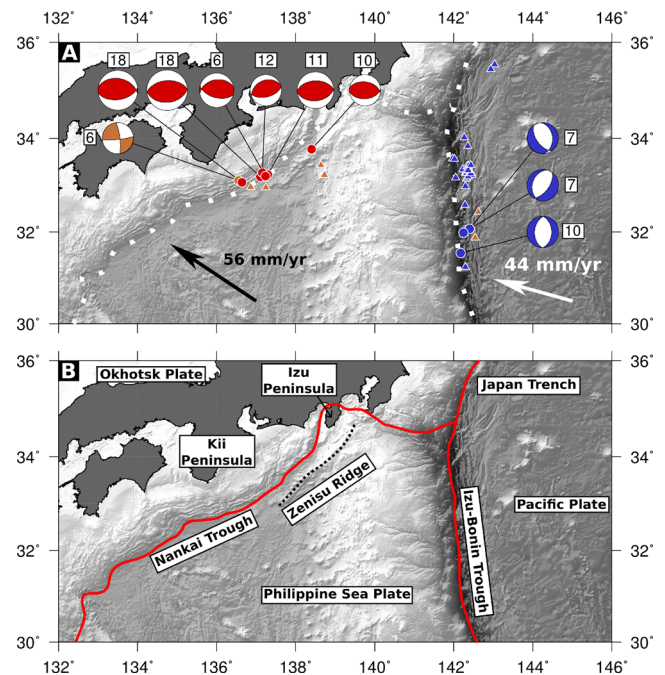 132° 134° 136° 138° 140° 142° 144° 146°
36° A 36°
18 18 6 12 11 10
34° 6 7 34°
7
32° 10 32°
56 mm/yr 44 mm/yr
30° 30°
36° B 36°
Okhotsk Plate
Izu
Peninsula
Japan Trench
Kii
Peninsula
34° 34°
Zenisu Ridge
Pacific Plate
Nankai Trough
Izu-Bonin Trough
32° 32°
Philippine Sea Plate
30° 30°
132° 134° 136° 138° 140° 142° 144° 146°